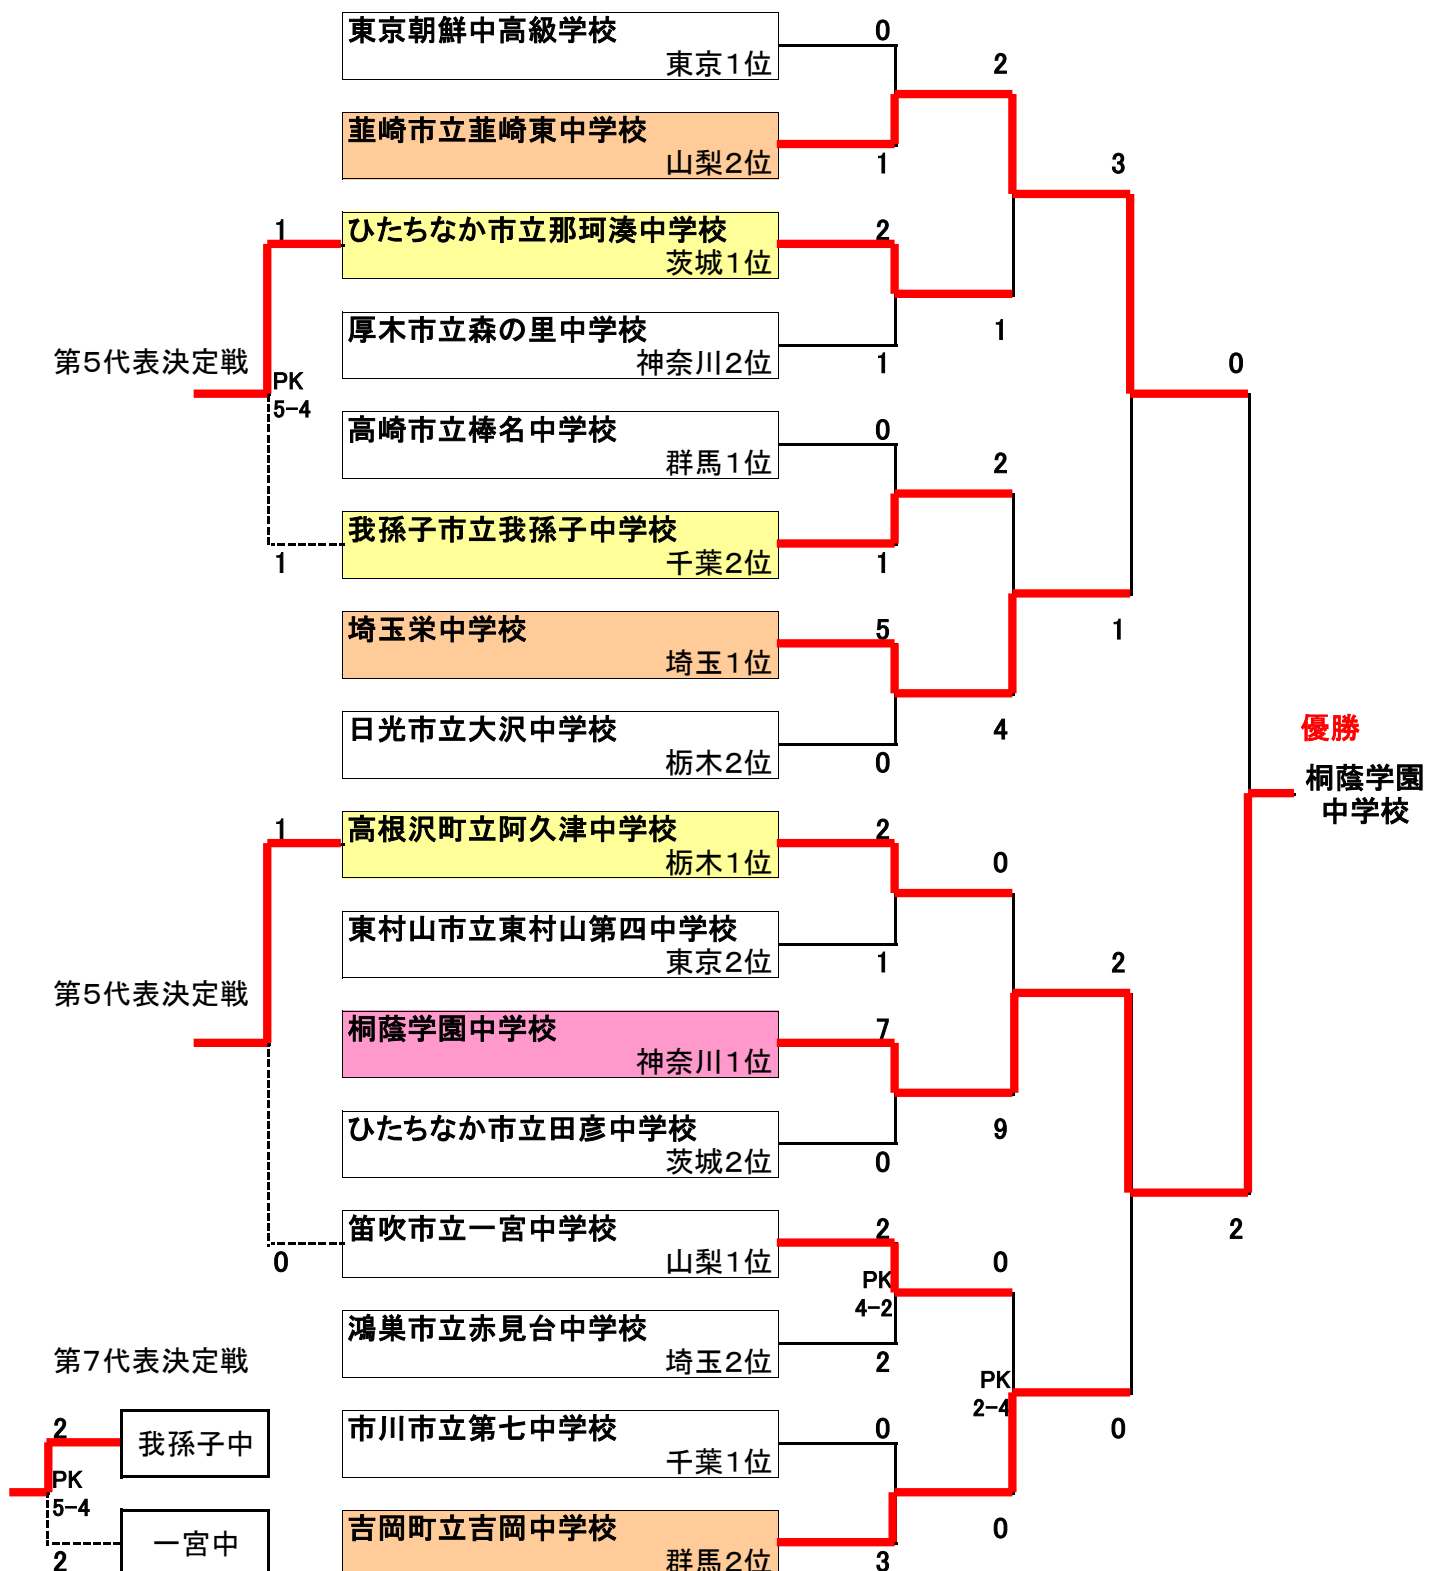 0
東京朝鮮中高級学校
東京1位
2
韮崎市立韮崎東中学校
山梨2位
1
3
1
ひたちなか市立那珂湊中学校
茨城1位
2
1
厚木市立森の里中学校
神奈川2位
1
第5代表決定戦
PK
5-4
0
高崎市立榛名中学校
群馬1位
0
2
我孫子市立我孫子中学校
千葉2位
1
1
埼玉栄中学校
埼玉1位
5
1
4
日光市立大沢中学校
栃木2位
0
優勝
桐蔭学園
中学校
1
高根沢町立阿久津中学校
栃木1位
2
0
東村山市立東村山第四中学校
東京2位
1
2
第5代表決定戦
桐蔭学園中学校
神奈川1位
7
9
ひたちなか市立田彦中学校
茨城2位
0
笛吹市立一宮中学校
山梨1位
2
0
0
2
PK
4-2
鴻巣市立赤見台中学校
埼玉2位
2
第7代表決定戦
PK
2-4
市川市立第七中学校
千葉1位
0
0
2
我孫子中
PK
5-4
一宮中
2
吉岡町立吉岡中学校
群馬2位
3
0